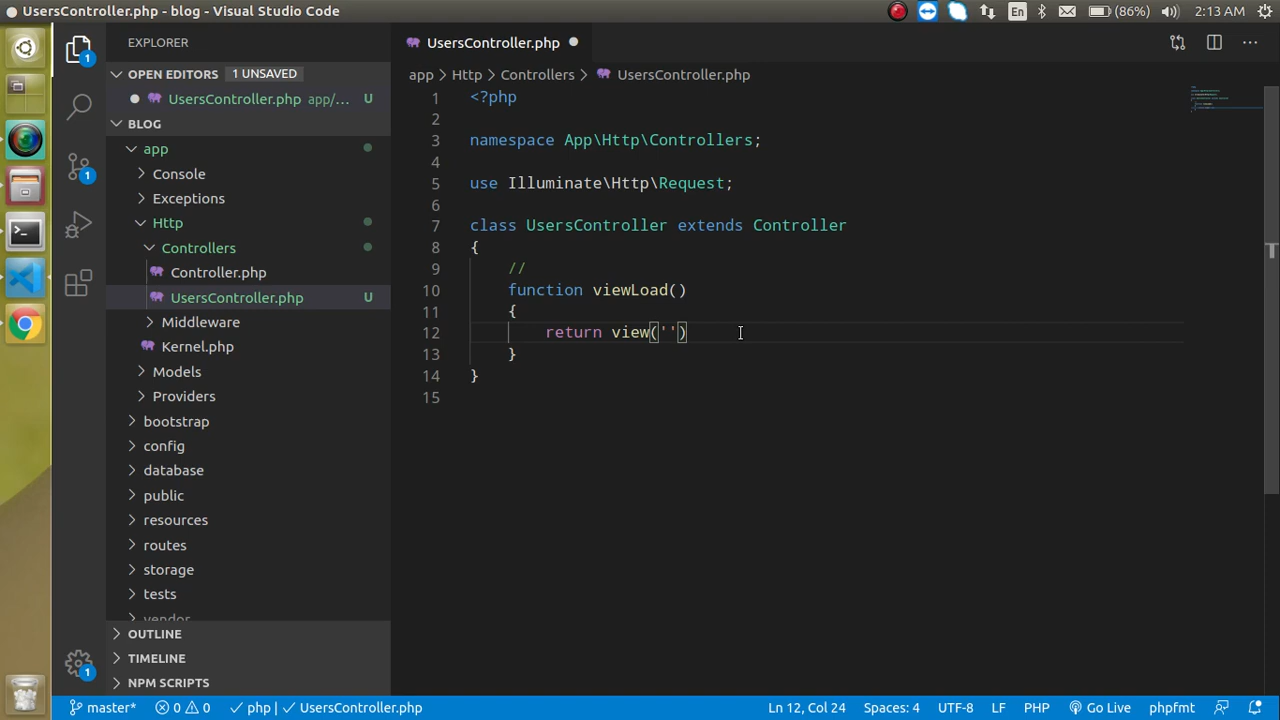 UsersController.php - blog - Visual Studio Code
En
(86%)
2:13 AM
EXPLORER
OPEN EDITORS 1 UNSAVED
UsersController.php app/... U
BLOG
app
Console
Exceptions
Http
Controllers
Controller.php
UsersController.php U
Middleware
Kernel.php
Models
Providers
bootstrap
config
database
public
resources
routes
storage
tests
vendor
OUTLINE
TIMELINE
NPM SCRIPTS
1
1
1
UsersController.php
app > Http > Controllers > UsersController.php
1 <?php
2
3 namespace App\Http\Controllers;
4
5 use Illuminate\Http\Request;
6
7 class UsersController extends Controller
8 {
9 //
10 function viewLoad()
11 {
12 return view('')
13 }
14 }
15
master* 0 0 php | UsersController.php Ln 12, Col 24 Spaces: 4 UTF-8 LF PHP Go Live phpfmt